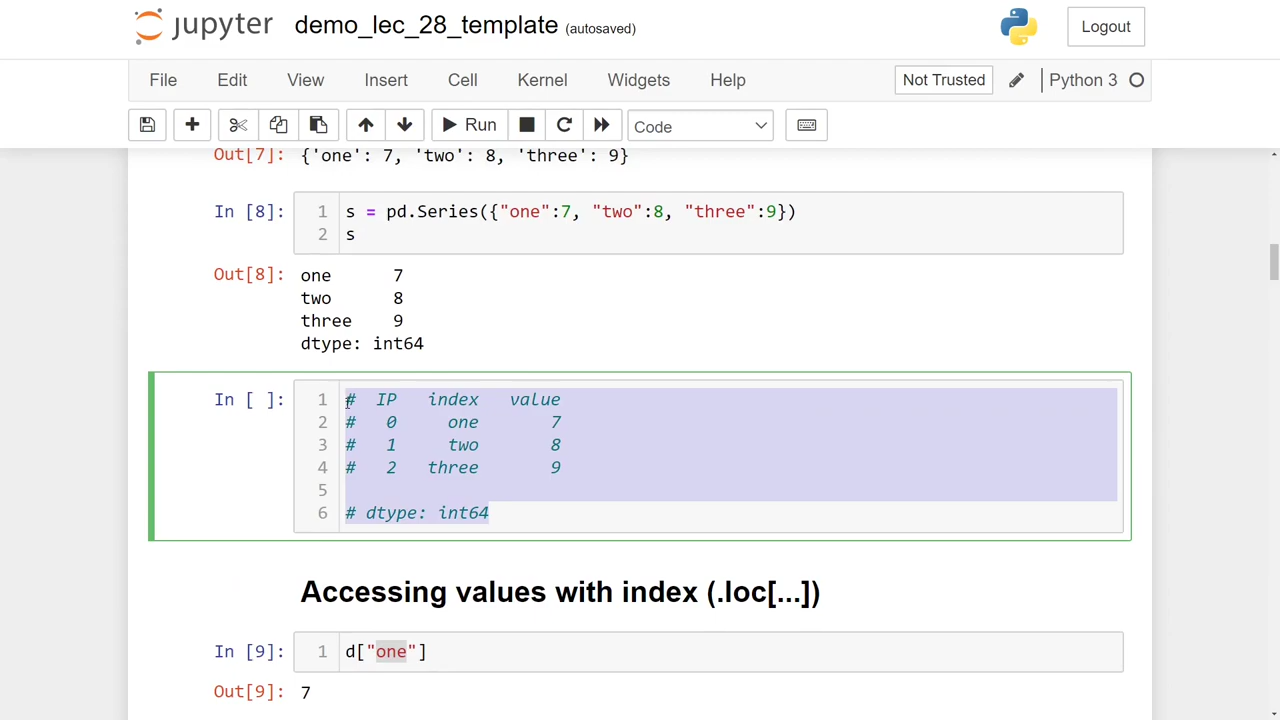 jupyter demo_lec_28_template (autosaved) Logout
File Edit View Insert Cell Kernel Widgets Help Not Trusted Python 3
Run Code
Out[7]: {'one': 7, 'two': 8, 'three': 9}
In [8]: 1 s = pd.Series({"one":7, "two":8, "three":9})
2 s
Out[8]: one 7
two 8
three 9
dtype: int64
In [ ]: 1 # IP index value
2 # 0 one 7
3 # 1 two 8
4 # 2 three 9
5
6 # dtype: int64
Accessing values with index (.loc[...])
In [9]: 1 d["one"]
Out[9]: 7